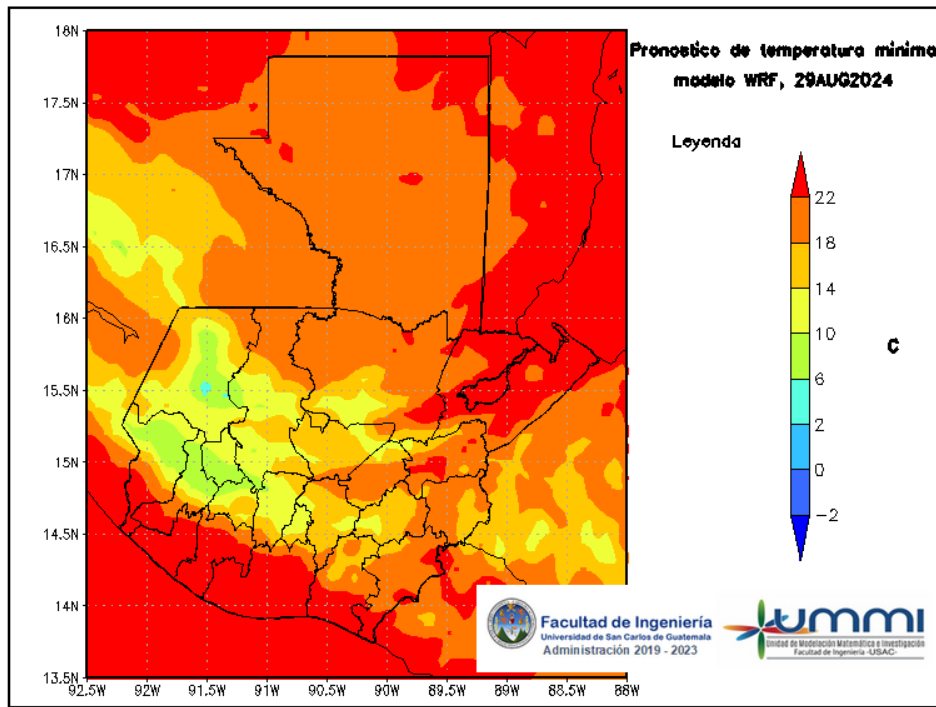 Pronostico de temperatura minima
modelo WRF, 29AUG2024
Leyenda
22
18
14
10
6
2
0
-2
C
18N
17.5N
17N
16.5N
16N
15.5N
15N
14.5N
14N
13.5N
92.5W
92W
91.5W
91W
90.5W
90W
89.5W
89W
88.5W
88W
Facultad de Ingeniería
Universidad de San Carlos de Guatemala
Administración 2019 - 2023
UMMI
Unidad de Modelación Matemática e Investigación
Facultad de Ingeniería -USAC-